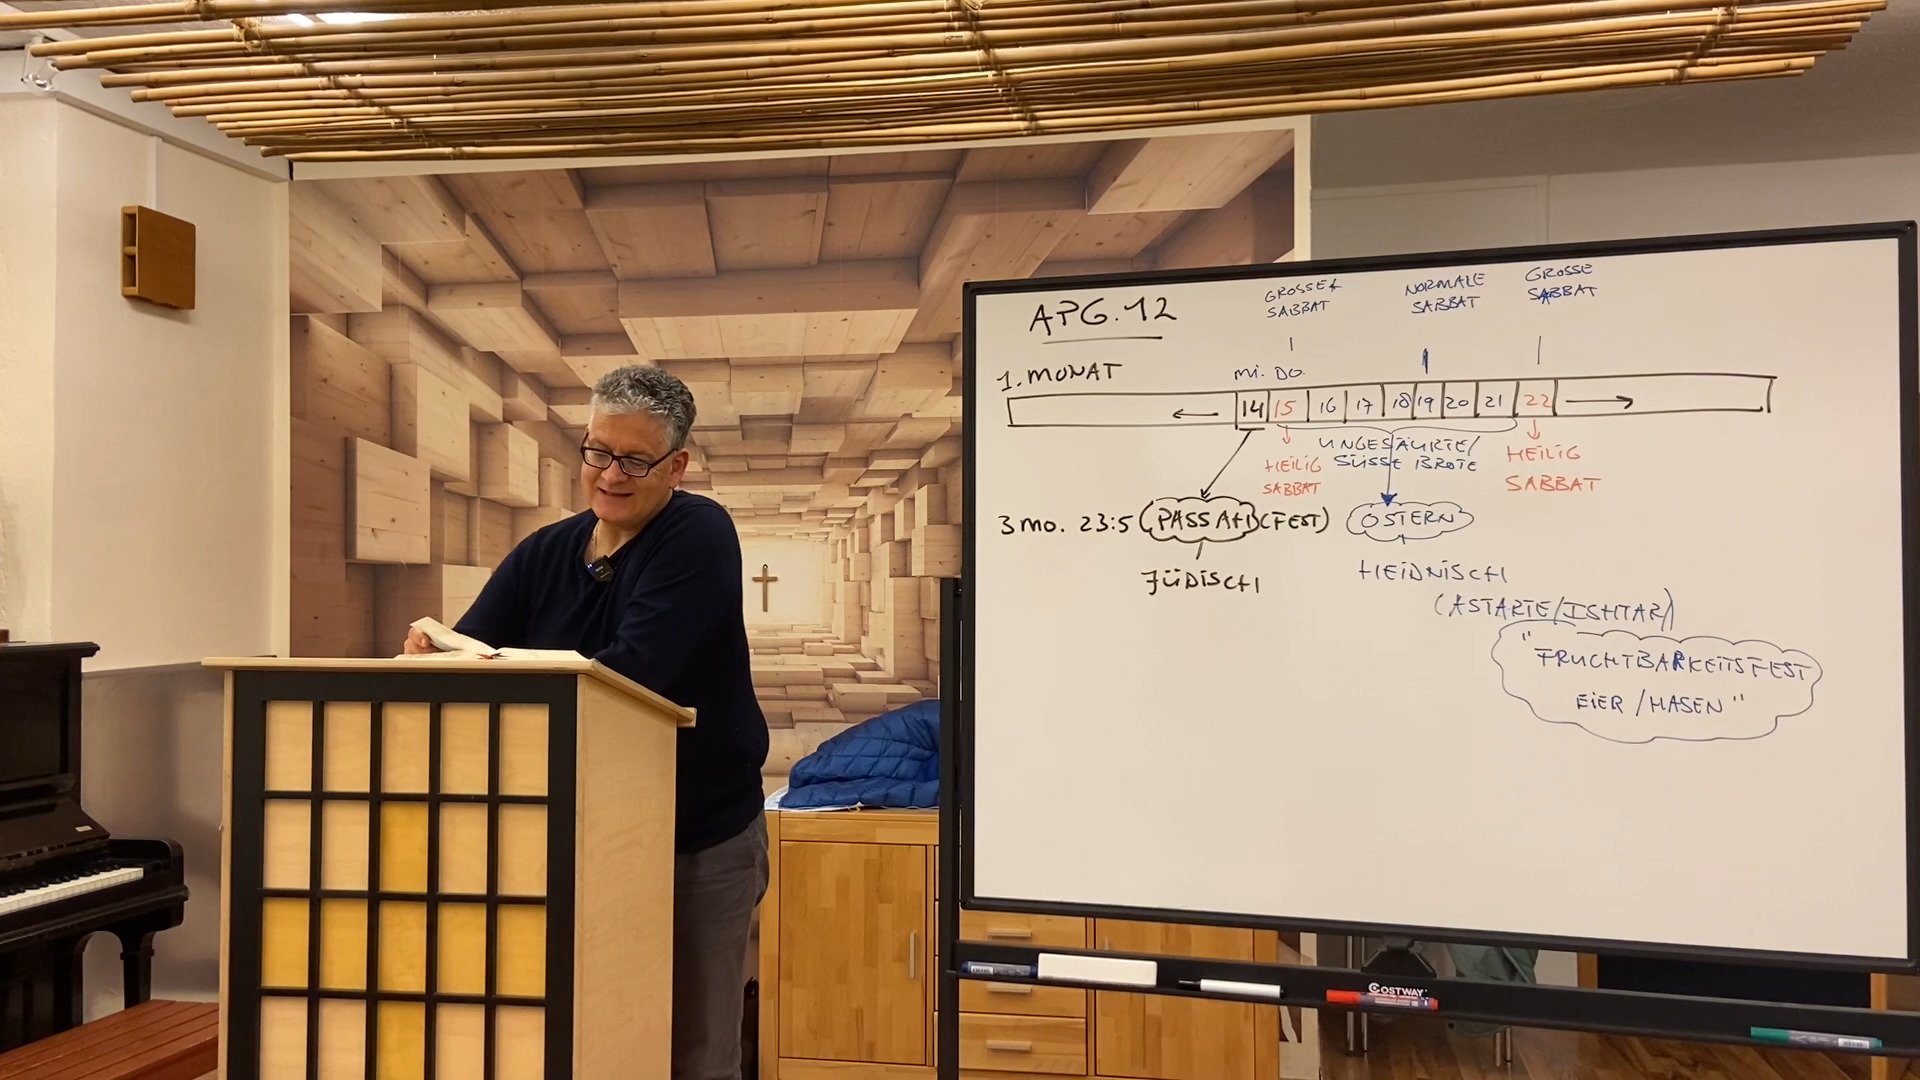 APG. 12
GROSSER
SABBAT
NORMALE
SABBAT
GROSSE
SABBAT
1. MONAT
MI. DO.
14 15 16 17 18 19 20 21 22
UNGESÄURTE/
SÜSSE BROTE
HEILIG
SABBAT
HEILIG
SABBAT
3 MO. 23:5 (PASSAH(FEST)
OSTERN
JÜDISCH
HEIDNISCH
(ASTARTE/ISHTAR)
"FRUCHTBARKEITSFEST
EIER/HASEN"
COSTWAY